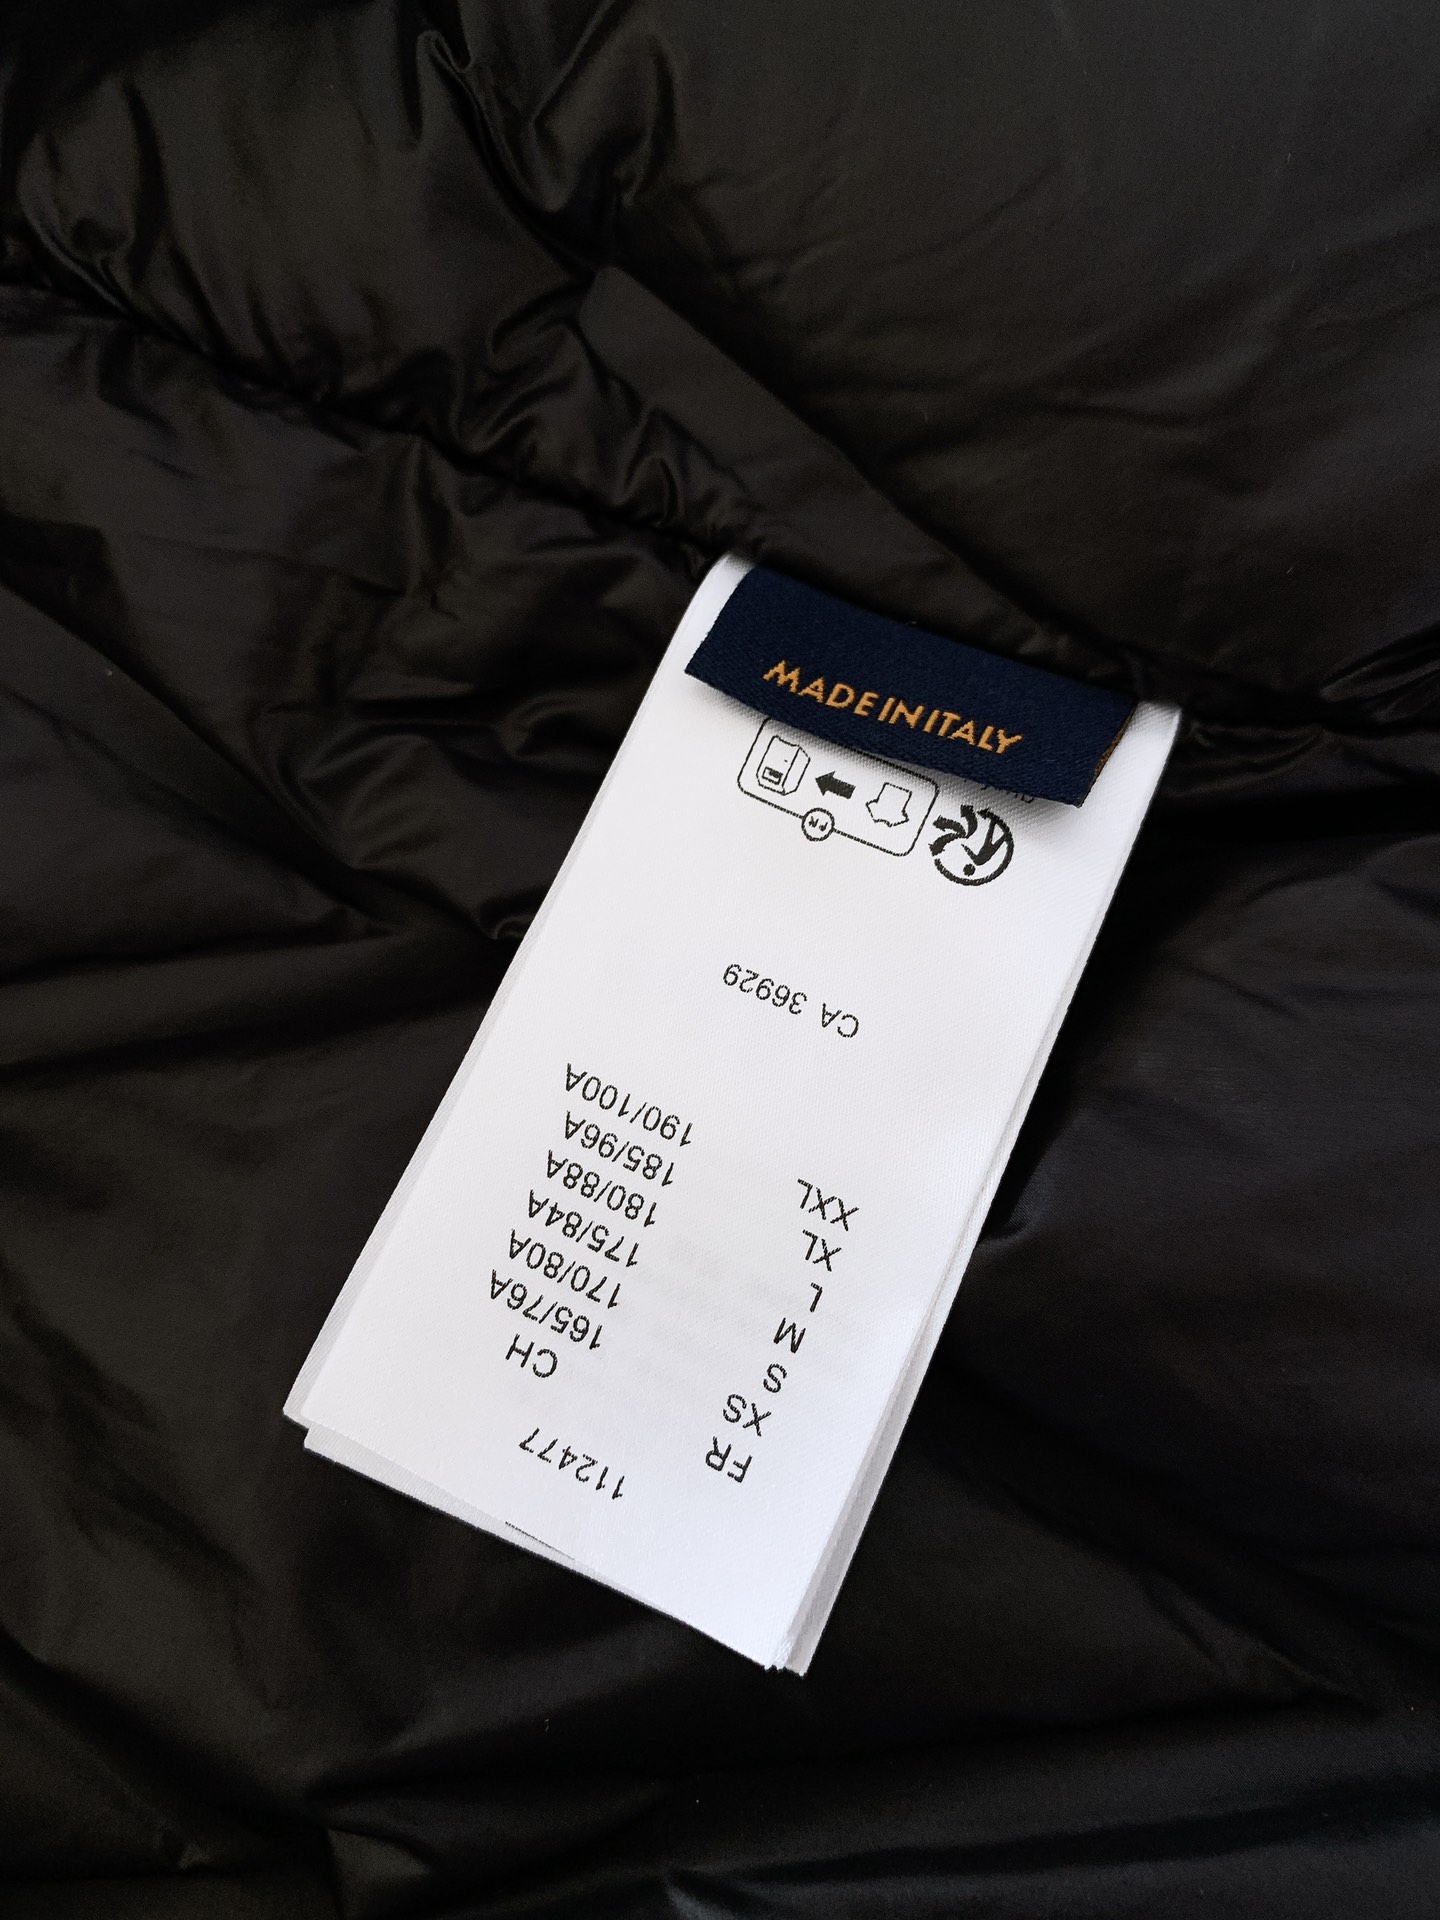 MADE IN ITALY
FR
CA 36929
112477
FR CH
XS 165/76A
S 170/80A
M 175/84A
L 180/88A
XL 185/96A
XXL 190/100A